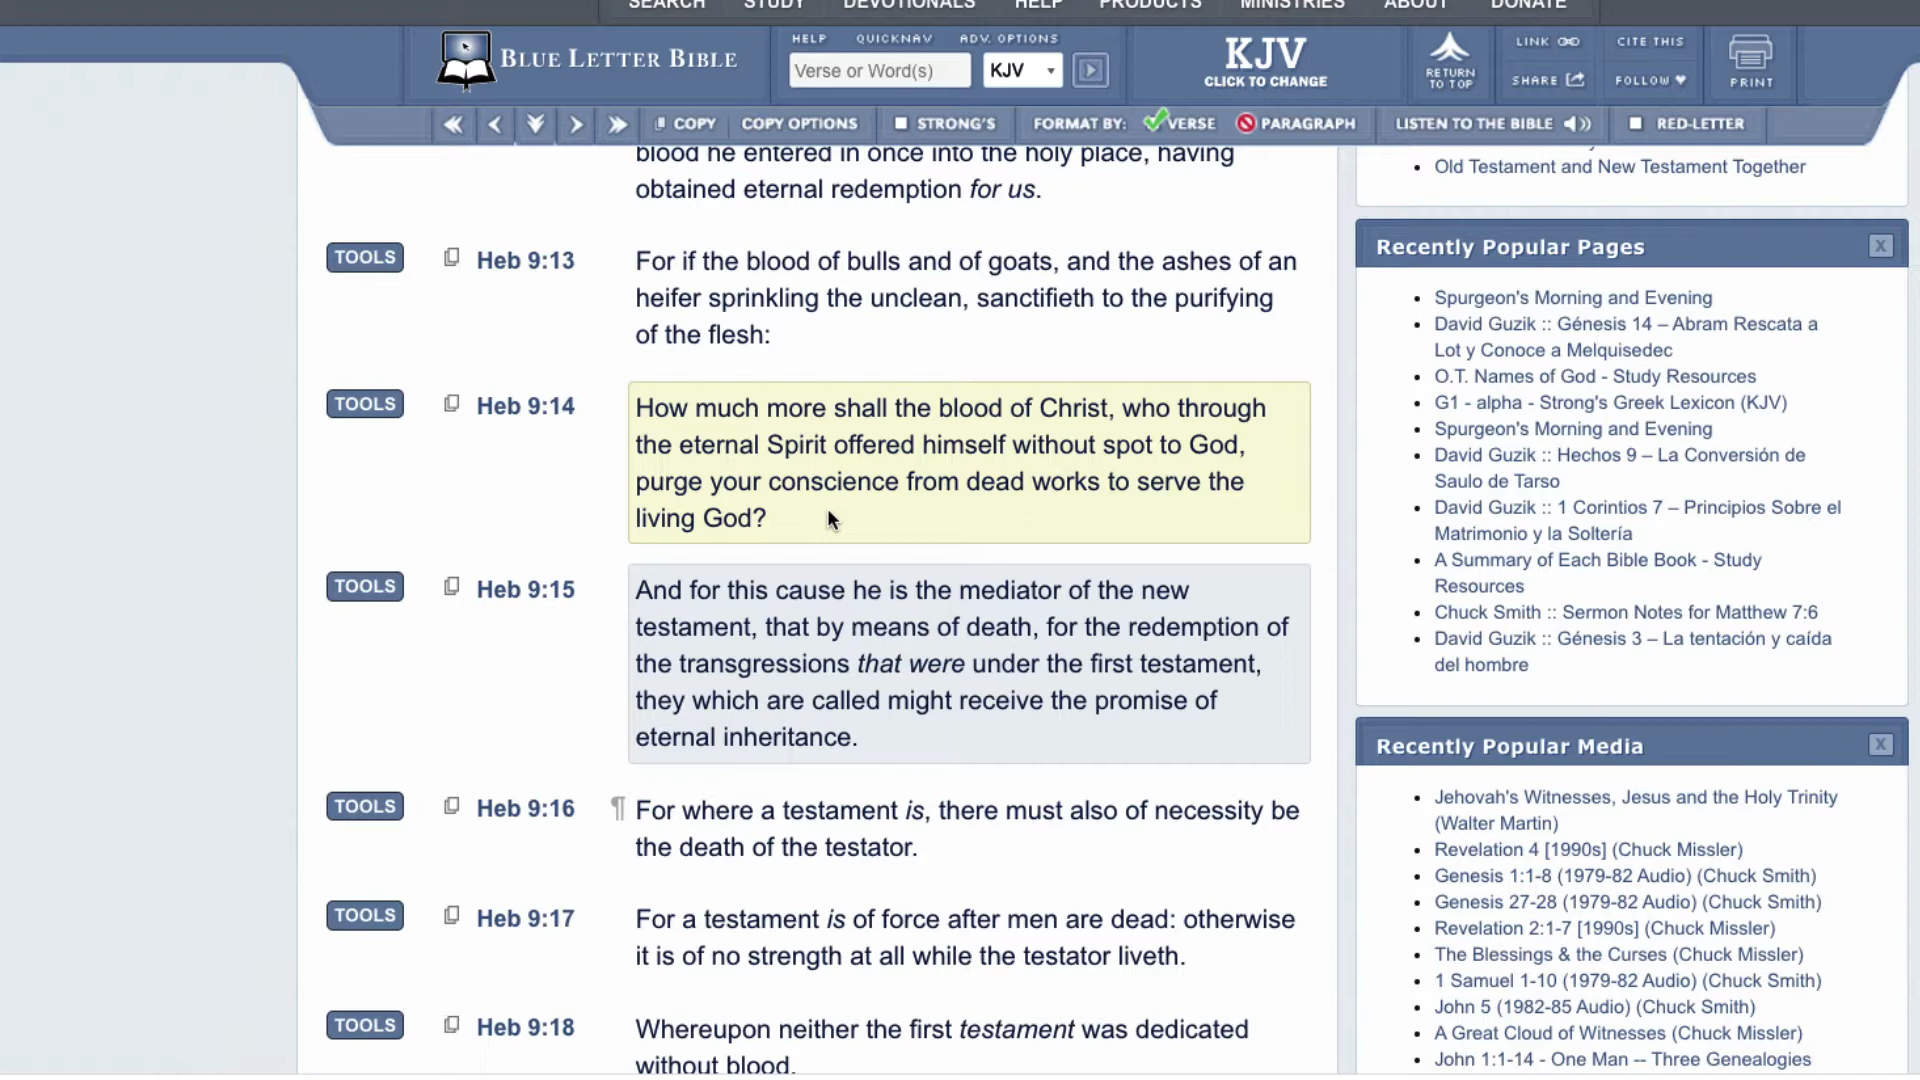 SEARCH STUDY DEVOTIONALS HELP PRODUCTS MINISTRIES ABOUT DONATE
BLUE LETTER BIBLE
HELP QUICKNAV ADV. OPTIONS
Verse or Word(s) KJV
KJV
CLICK TO CHANGE
RETURN
TO TOP
LINK
SHARE
CITE THIS
FOLLOW
PRINT
COPY COPY OPTIONS STRONG'S FORMAT BY: VERSE PARAGRAPH LISTEN TO THE BIBLE RED-LETTER
blood he entered in once into the holy place, having
obtained eternal redemption for us.
TOOLS Heb 9:13 For if the blood of bulls and of goats, and the ashes of an
heifer sprinkling the unclean, sanctifieth to the purifying
of the flesh:
TOOLS Heb 9:14 How much more shall the blood of Christ, who through
the eternal Spirit offered himself without spot to God,
purge your conscience from dead works to serve the
living God?
TOOLS Heb 9:15 And for this cause he is the mediator of the new
testament, that by means of death, for the redemption of
the transgressions that were under the first testament,
they which are called might receive the promise of
eternal inheritance.
TOOLS Heb 9:16 ¶ For where a testament is, there must also of necessity be
the death of the testator.
TOOLS Heb 9:17 For a testament is of force after men are dead: otherwise
it is of no strength at all while the testator liveth.
TOOLS Heb 9:18 Whereupon neither the first testament was dedicated
without blood.
• Old Testament and New Testament Together
Recently Popular Pages X
• Spurgeon's Morning and Evening
• David Guzik :: Génesis 14 – Abram Rescata a
Lot y Conoce a Melquisedec
• O.T. Names of God - Study Resources
• G1 - alpha - Strong's Greek Lexicon (KJV)
• Spurgeon's Morning and Evening
• David Guzik :: Hechos 9 – La Conversión de
Saulo de Tarso
• David Guzik :: 1 Corintios 7 – Principios Sobre el
Matrimonio y la Soltería
• A Summary of Each Bible Book - Study
Resources
• Chuck Smith :: Sermon Notes for Matthew 7:6
• David Guzik :: Génesis 3 – La tentación y caída
del hombre
Recently Popular Media X
• Jehovah's Witnesses, Jesus and the Holy Trinity
(Walter Martin)
• Revelation 4 [1990s] (Chuck Missler)
• Genesis 1:1-8 (1979-82 Audio) (Chuck Smith)
• Genesis 27-28 (1979-82 Audio) (Chuck Smith)
• Revelation 2:1-7 [1990s] (Chuck Missler)
• The Blessings & the Curses (Chuck Missler)
• 1 Samuel 1-10 (1979-82 Audio) (Chuck Smith)
• John 5 (1982-85 Audio) (Chuck Smith)
• A Great Cloud of Witnesses (Chuck Missler)
• John 1:1-14 - One Man -- Three Genealogies